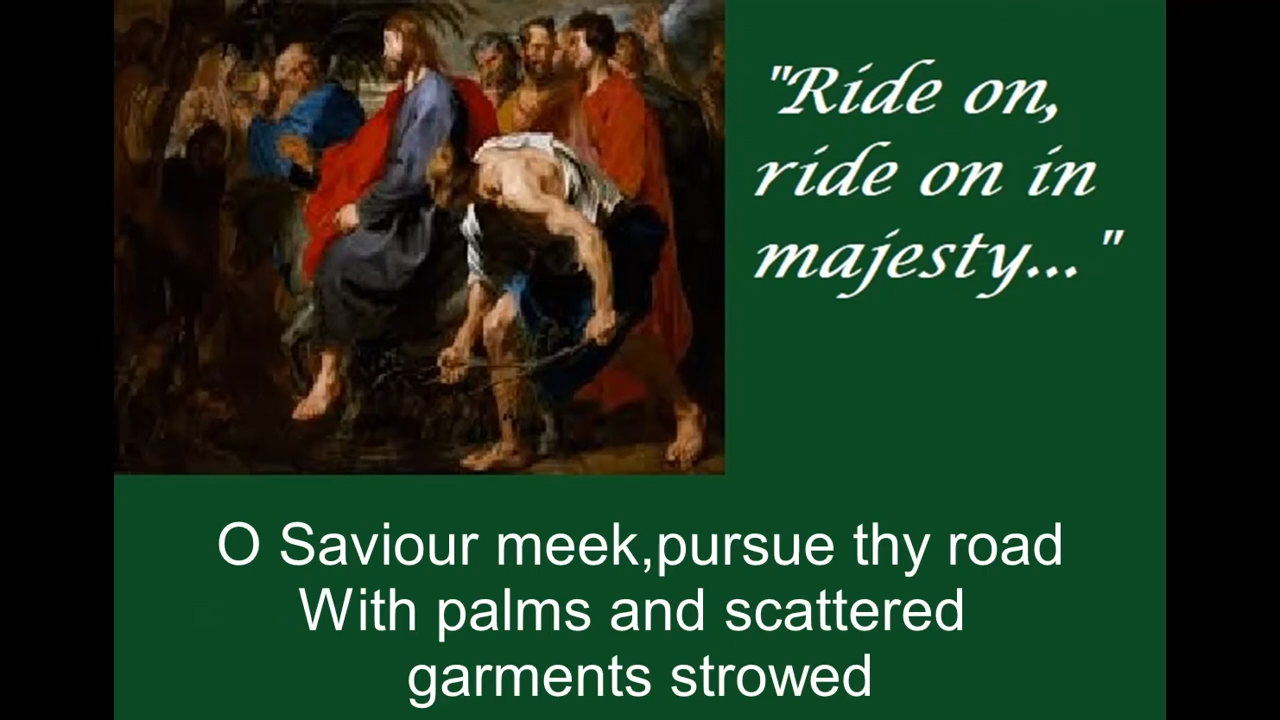 "Ride on,
ride on in
majesty..."
O Saviour meek,pursue thy road
With palms and scattered
garments strowed